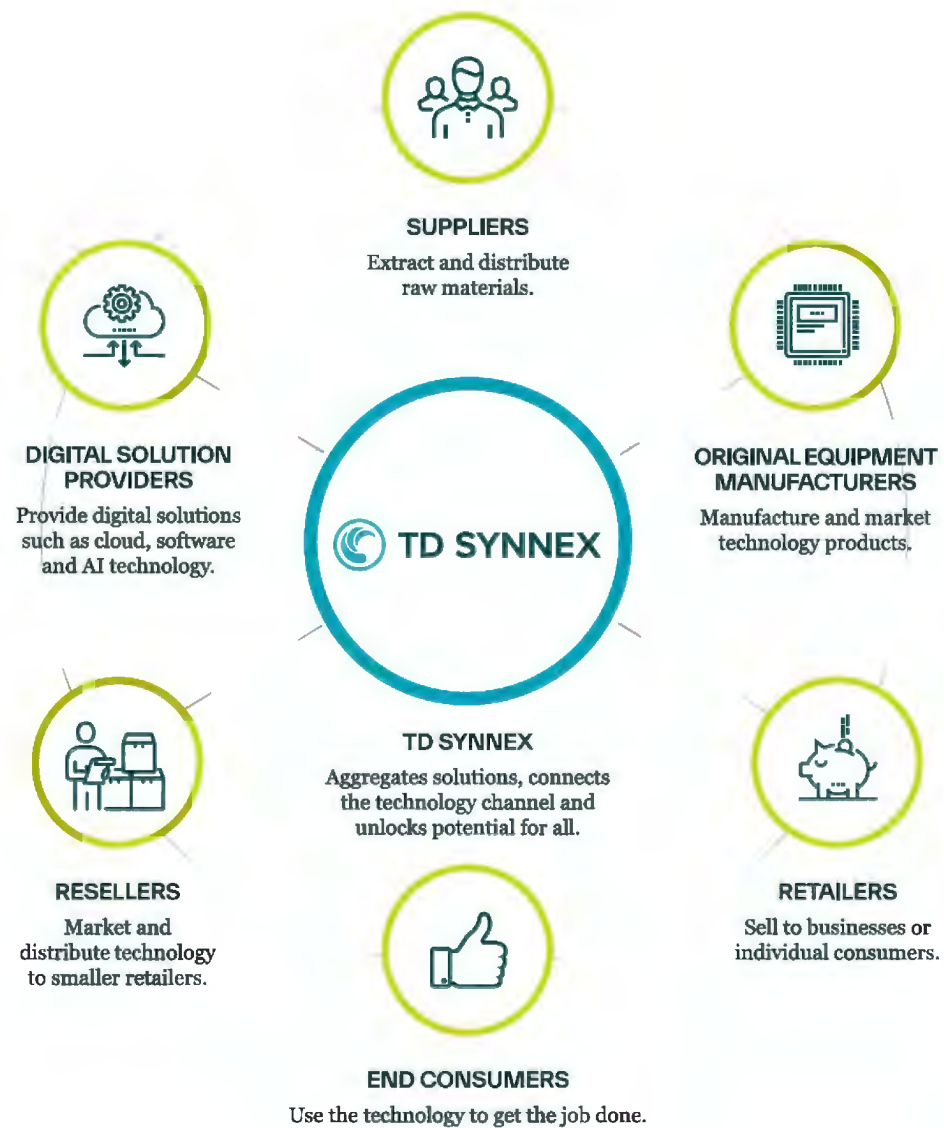 SUPPLIERS
Extract and distribute
raw materials.
DIGITAL SOLUTION
PROVIDERS
Provide digital solutions
such as cloud, software
and AI technology.
ORIGINAL EQUIPMENT
MANUFACTURERS
Manufacture and market
technology products.
TD SYNNEX
TD SYNNEX
Aggregates solutions, connects
the technology channel and
unlocks potential for all.
RESELLERS
Market and
distribute technology
to smaller retailers.
RETAILERS
Sell to businesses or
individual consumers.
END CONSUMERS
Use the technology to get the job done.